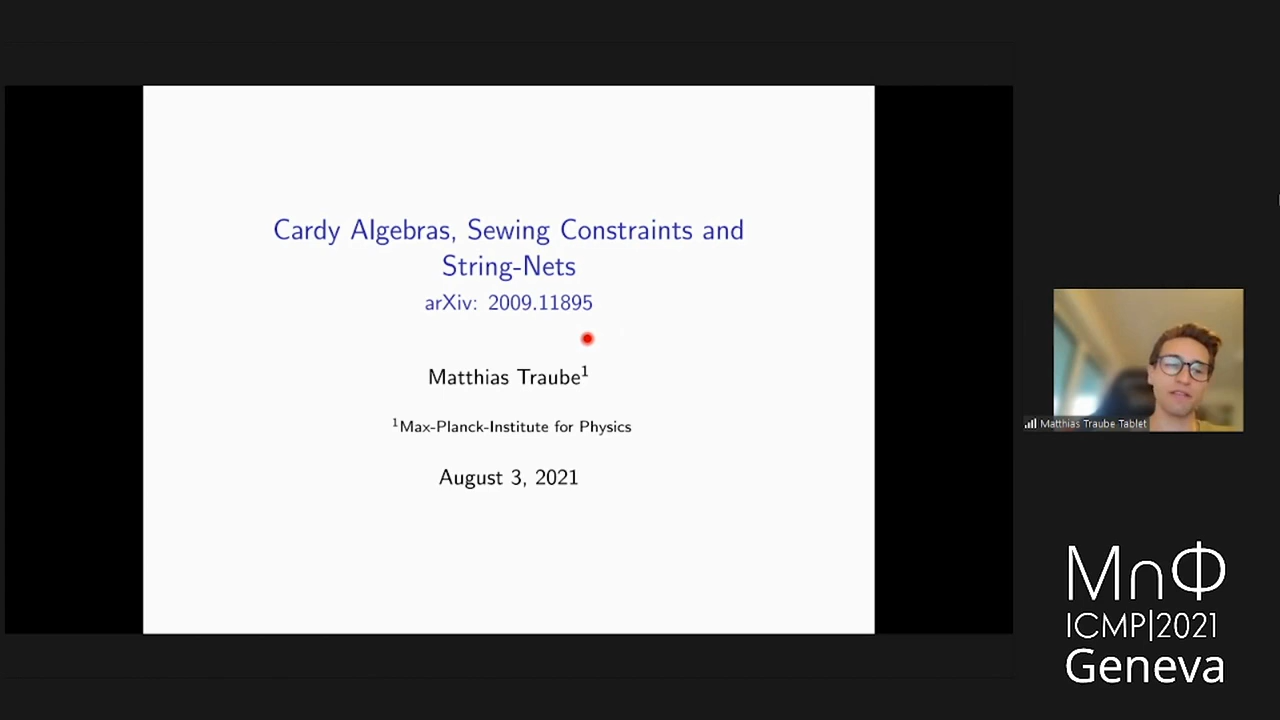 Cardy Algebras, Sewing Constraints and
String-Nets
arXiv: 2009.11895
Matthias Traube¹
¹Max-Planck-Institute for Physics
August 3, 2021
Matthias Traube Tablet
M∩Φ
ICMP|2021
Geneva